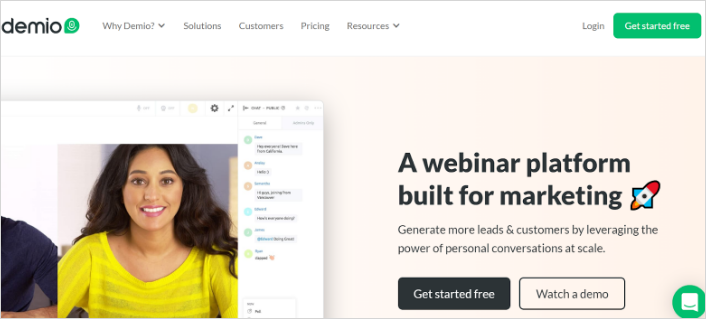 demio
Why Demio?
Solutions
Customers
Pricing
Resources
Login
Get started free
CHAT · PUBLIC
General
Hey everyone! Dave here
from California.
Hello :)
Samantha
Hi guys, joining from
Vancouver
How's everyone doing?
@Edward Doing Great!
A webinar platform
built for marketing 🚀
Generate more leads & customers by leveraging the
power of personal conversations at scale.
Get started free
Watch a demo